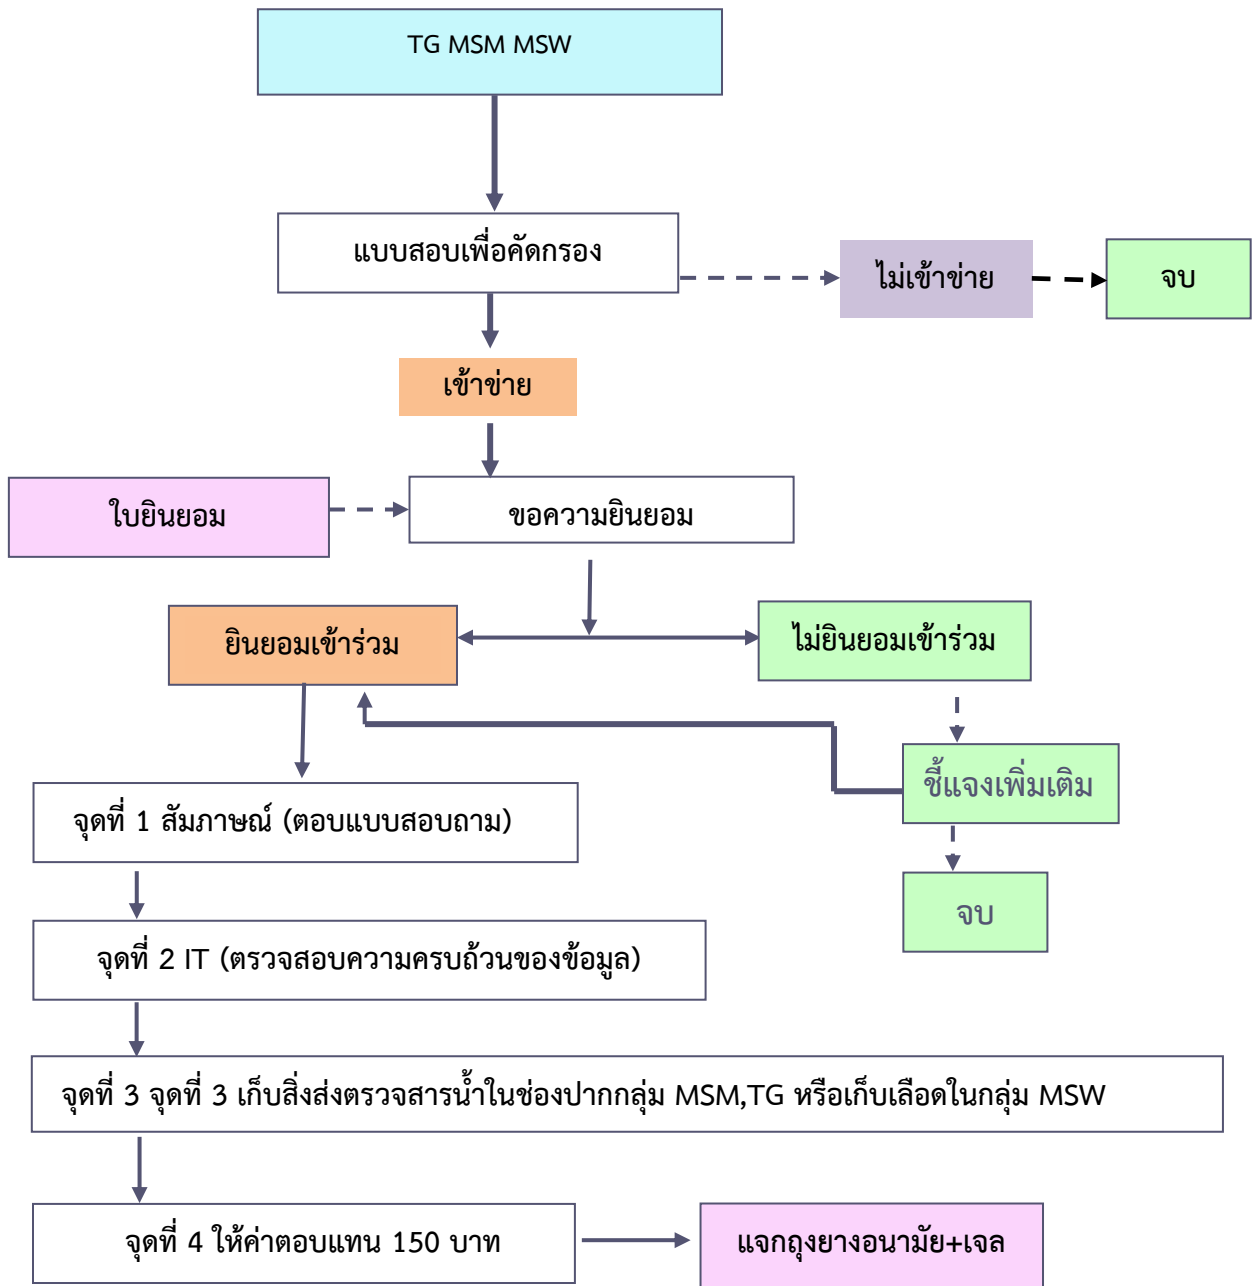 TG MSM MSW
แบบสอบเพื่อคัดกรอง
ไม่เข้าข่าย
จบ
เข้าข่าย
ใบยินยอม
ขอความยินยอม
ยินยอมเข้าร่วม
ไม่ยินยอมเข้าร่วม
ชี้แจงเพิ่มเติม
จุดที่ 1 สัมภาษณ์ (ตอบแบบสอบถาม)
จบ
จุดที่ 2 IT (ตรวจสอบความครบถ้วนของข้อมูล)
จุดที่ 3 จุดที่ 3 เก็บสิ่งส่งตรวจสารน้ำในช่องปากกลุ่ม MSM,TG หรือเก็บเลือดในกลุ่ม MSW
จุดที่ 4 ให้ค่าตอบแทน 150 บาท
แจกถุงยางอนามัย+เจล